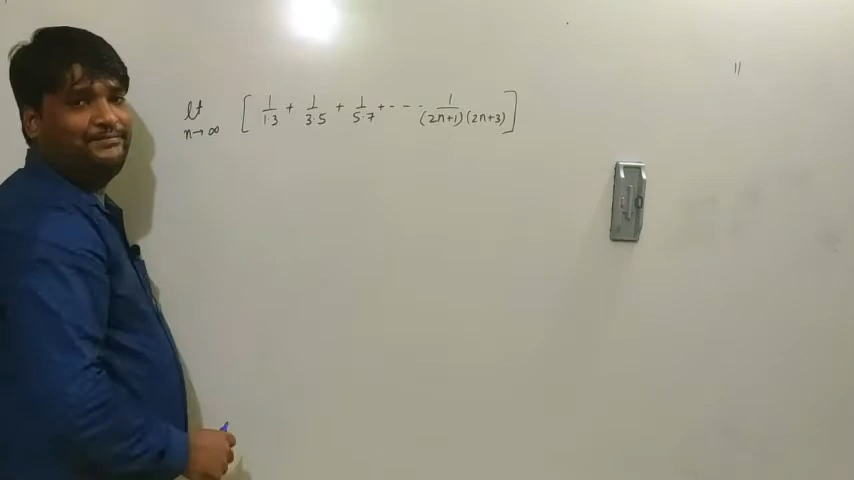 lt n→∞ [ 1/1·3 + 1/3·5 + 1/5·7 + - - - · 1/(2n+1)(2n+3) ]
11